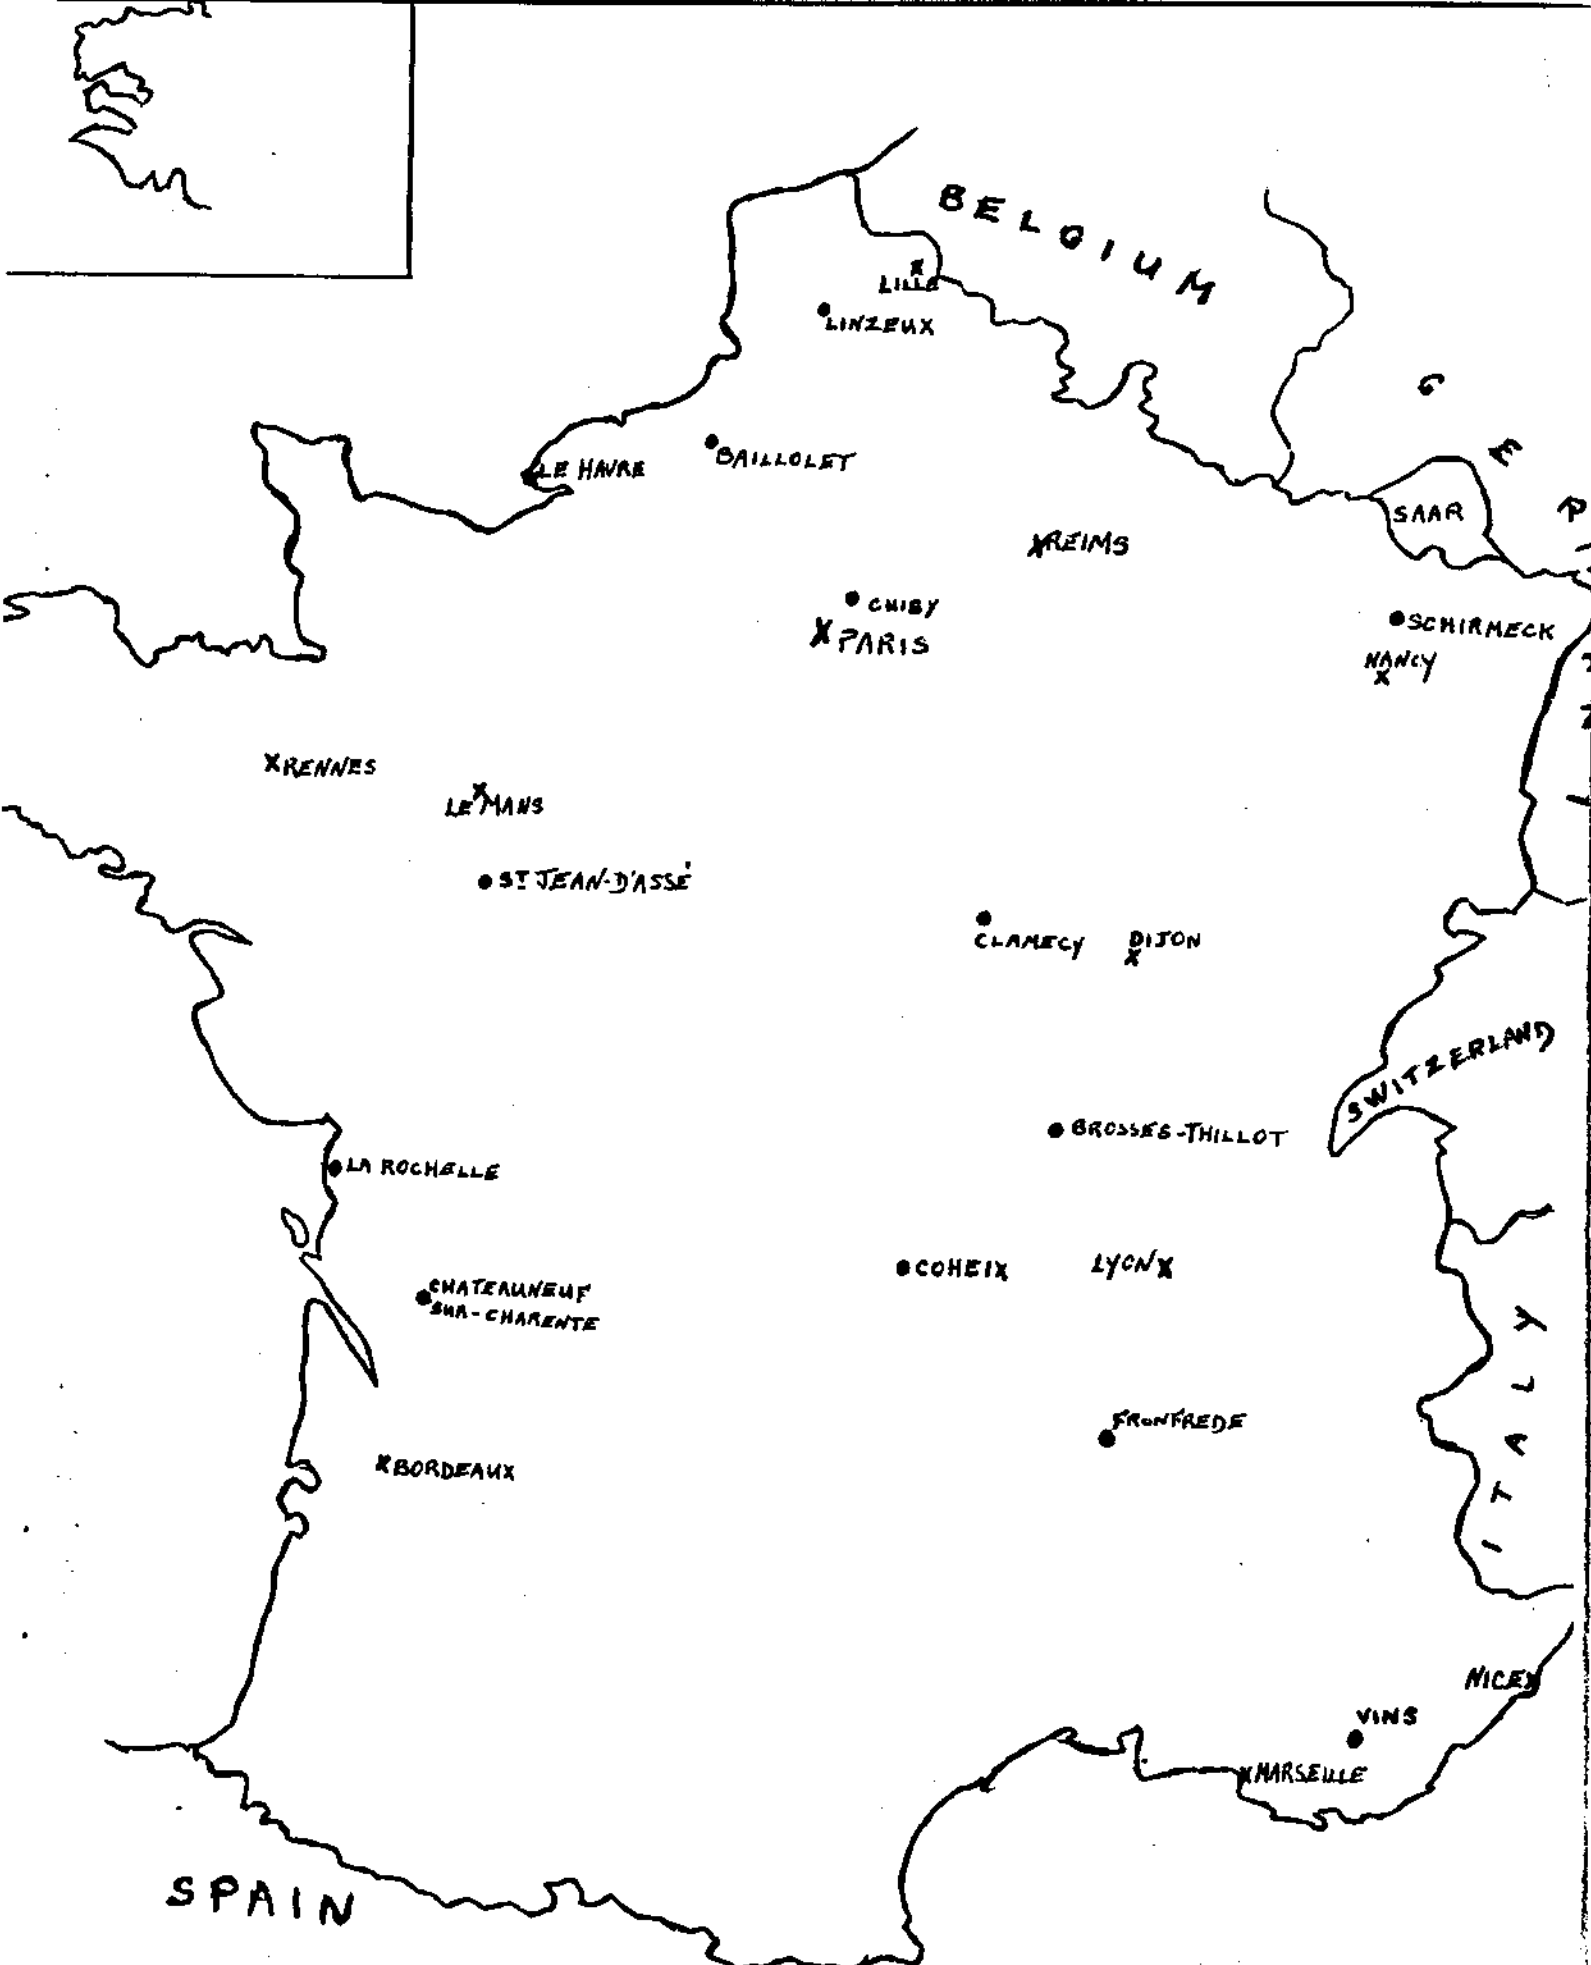 BELGIUM
LILLE
LINZEUX
G
E
LE HAVRE
BAILLOLET
SAAR
REIMS
CHIBY
PARIS
SCHIRMECK
NANCY
RENNES
LE MANS
ST JEAN-D'ASSÉ
CLAMECY
DIJON
SWITZERLAND
BROSSES-THILLOT
LA ROCHELLE
COHEIX
LYON
CHATEAUNEUF
SUR-CHARENTE
ITALY
FRONFREDE
BORDEAUX
NICE
VINS
MARSEILLE
SPAIN